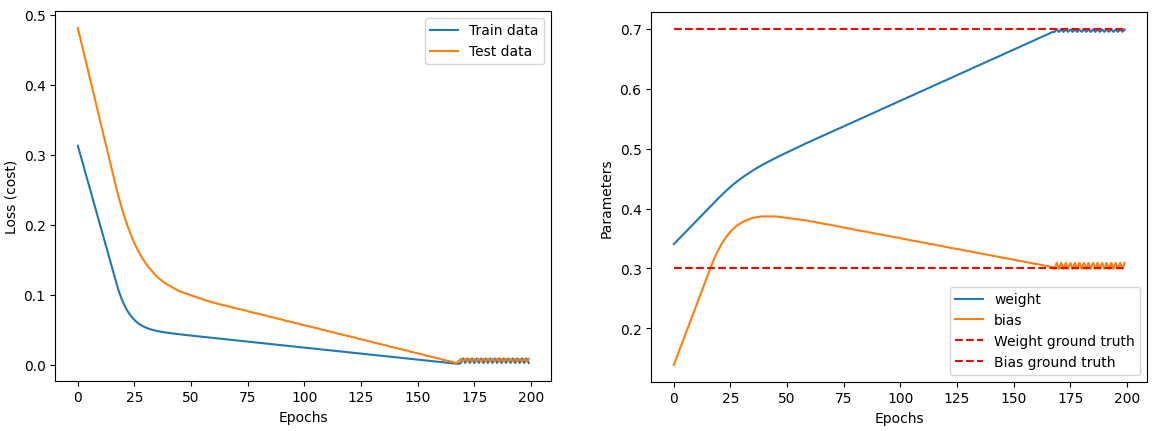 0.5
0.4
0.3
0.2
0.1
0.0
Loss (cost)
Train data
Test data
0 25 50 75 100 125 150 175 200
Epochs
0.7
0.6
0.5
0.4
0.3
0.2
Parameters
weight
bias
Weight ground truth
Bias ground truth
0 25 50 75 100 125 150 175 200
Epochs